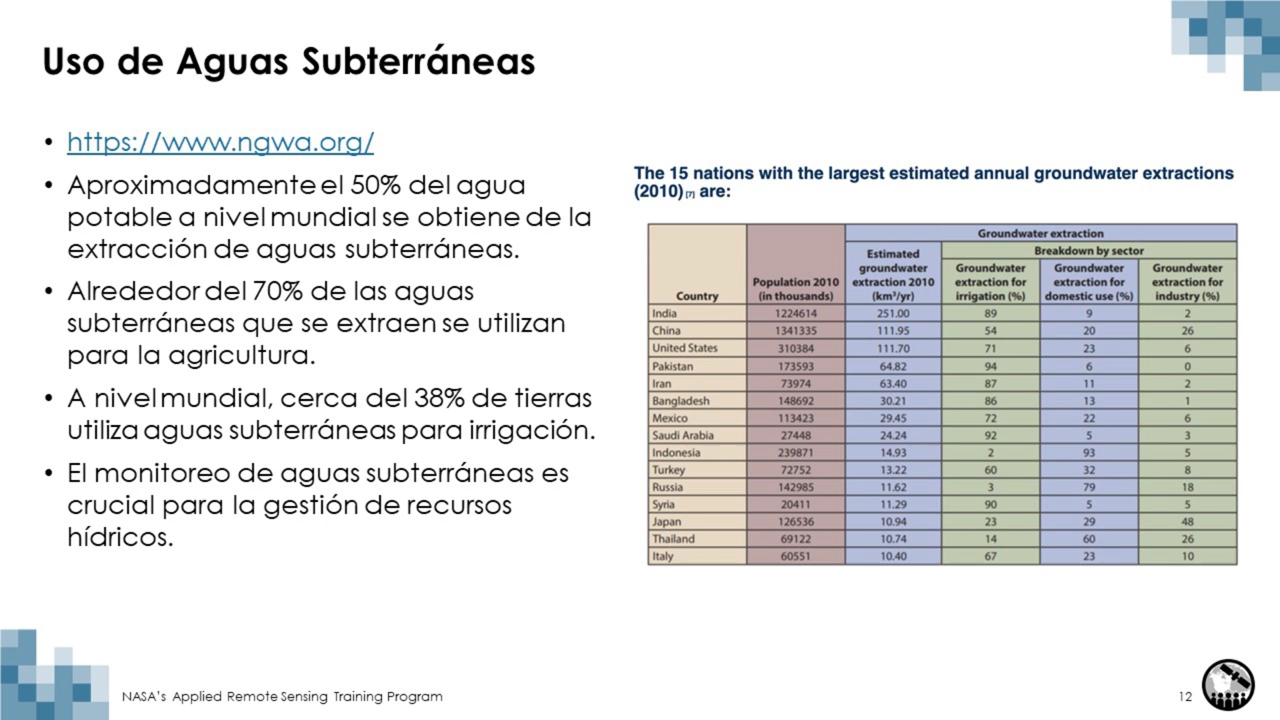 Uso de Aguas Subterráneas
• https://www.ngwa.org/
• Aproximadamente el 50% del agua
potable a nivel mundial se obtiene de la
extracción de aguas subterráneas.
• Alrededor del 70% de las aguas
subterráneas que se extraen se utilizan
para la agricultura.
• A nivel mundial, cerca del 38% de tierras
utiliza aguas subterráneas para irrigación.
• El monitoreo de aguas subterráneas es
crucial para la gestión de recursos
hídricos.
The 15 nations with the largest estimated annual groundwater extractions
(2010) [7] are:
Groundwater extraction
Breakdown by sector
Country
Population 2010
(in thousands)
Estimated
groundwater
extraction 2010
(km³/yr)
Groundwater
extraction for
irrigation (%)
Groundwater
extraction for
domestic use (%)
Groundwater
extraction for
industry (%)
India 1224614 251.00 89 9 2
China 1341335 111.95 54 20 26
United States 310384 111.70 71 23 6
Pakistan 173593 64.82 94 6 0
Iran 73974 63.40 87 11 2
Bangladesh 148692 30.21 86 13 1
Mexico 113423 29.45 72 22 6
Saudi Arabia 27448 24.24 92 5 3
Indonesia 239871 14.93 2 93 5
Turkey 72752 13.22 60 32 8
Russia 142985 11.62 3 79 18
Syria 20411 11.29 90 5 5
Japan 126536 10.94 23 29 48
Thailand 69122 10.74 14 60 26
Italy 60551 10.40 67 23 10
NASA's Applied Remote Sensing Training Program
12